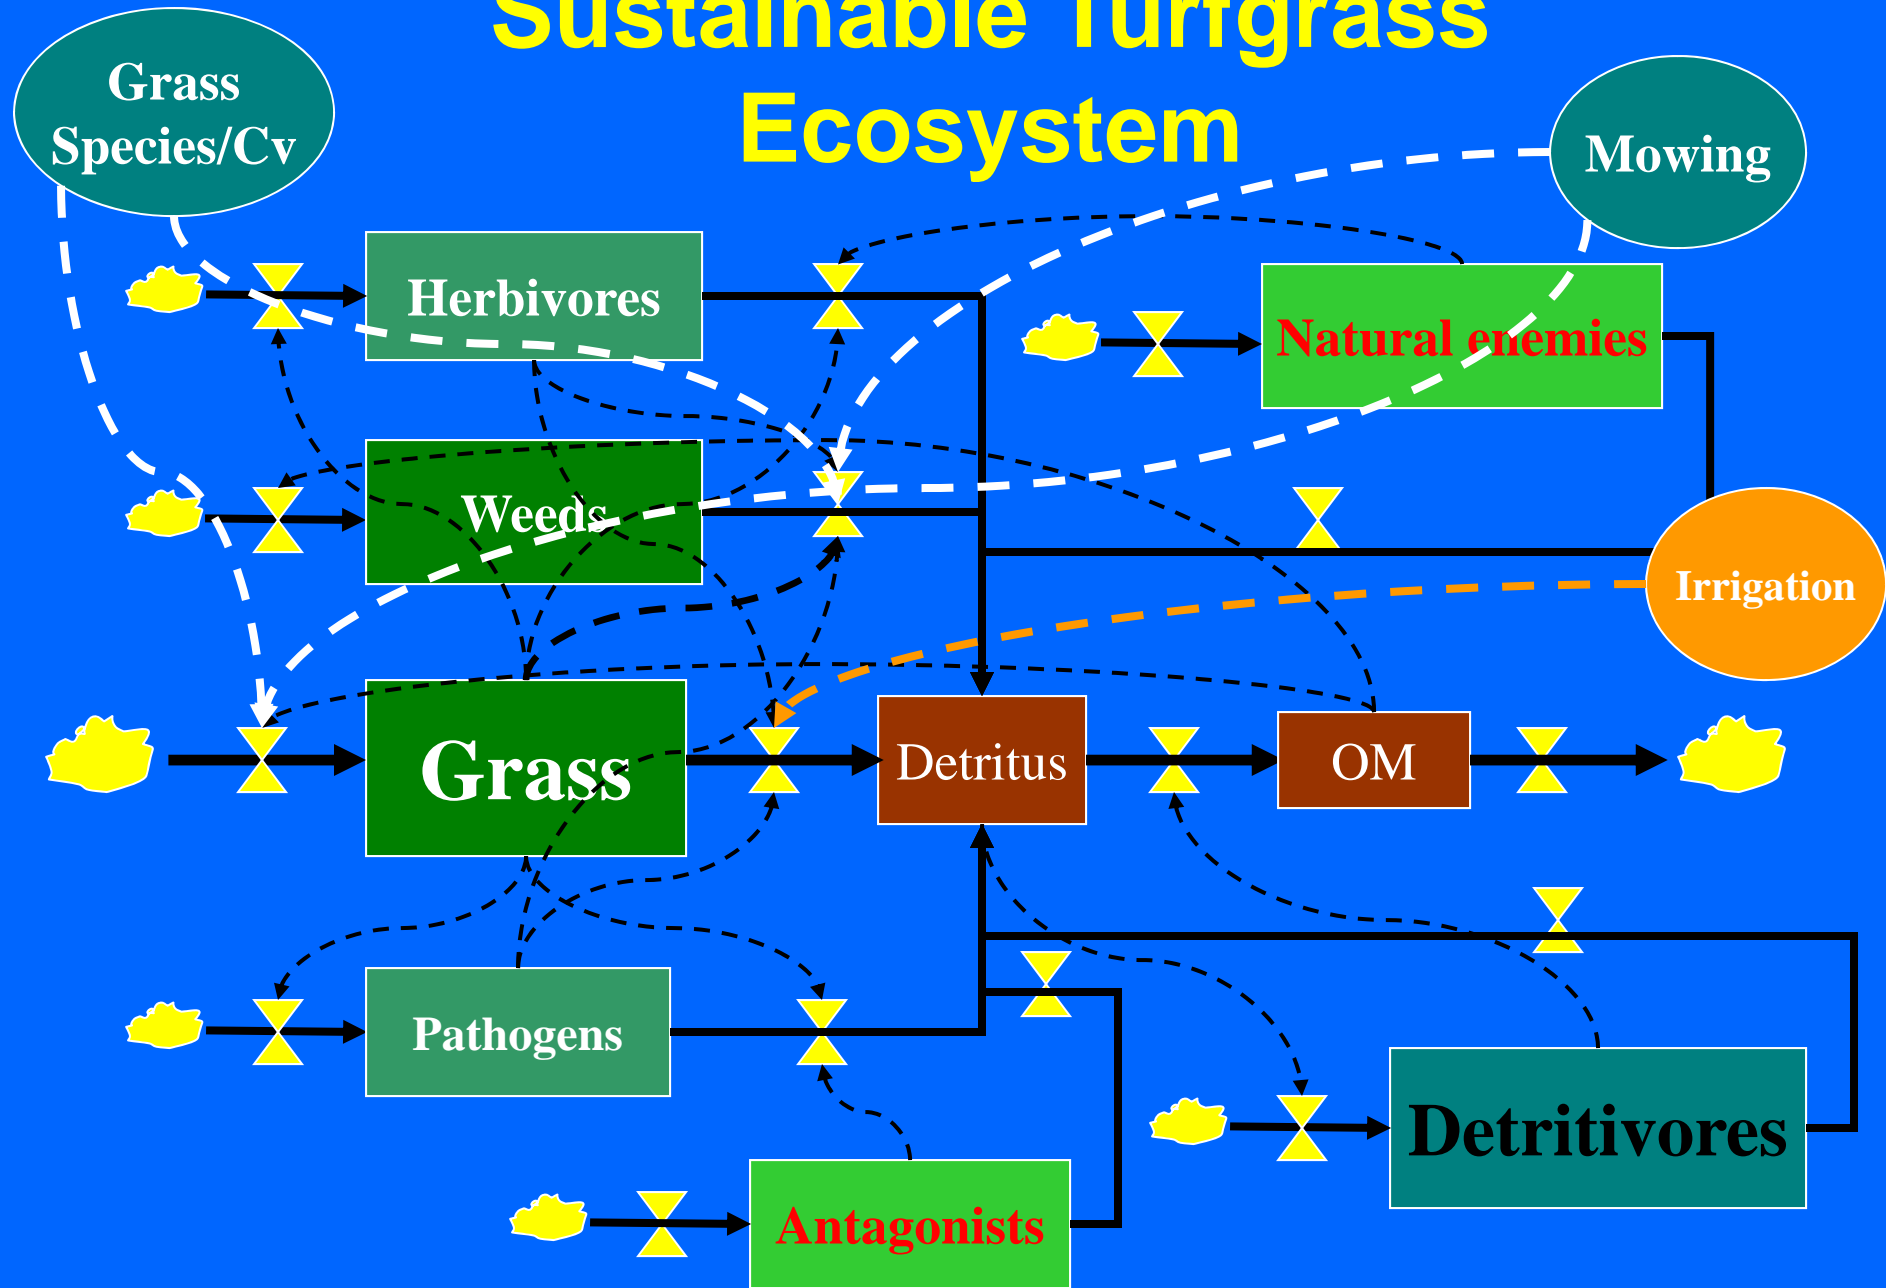 Sustainable Turfgrass
Ecosystem
Grass
Species/Cv
Mowing
Herbivores
Natural enemies
Weeds
Irrigation
Grass
Detritus
OM
Pathogens
Detritivores
Antagonists